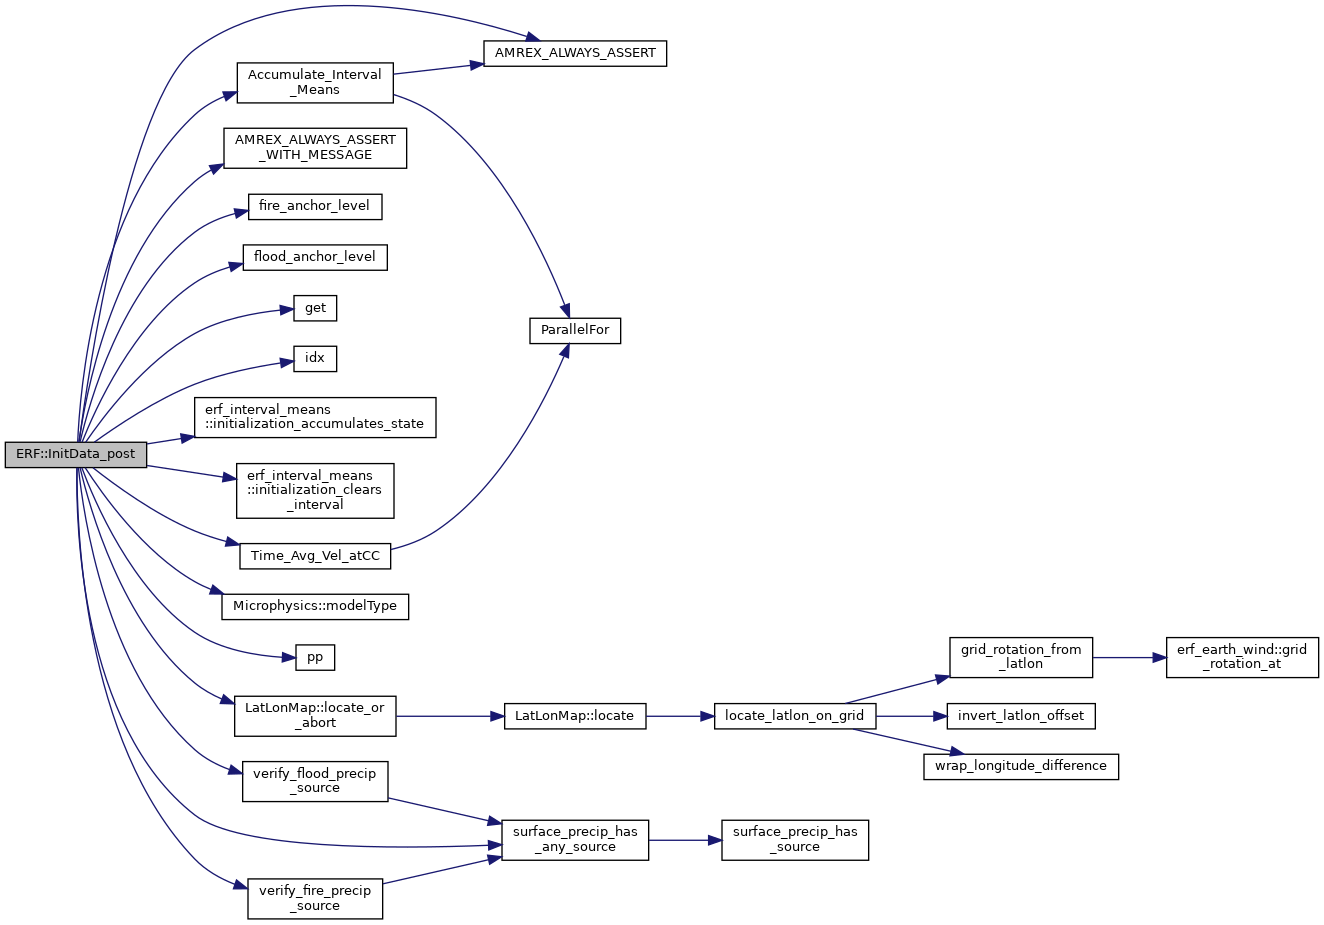 AMREX_ALWAYS_ASSERT
Accumulate_Interval
_Means
AMREX_ALWAYS_ASSERT
_WITH_MESSAGE
fire_anchor_level
flood_anchor_level
get
ParallelFor
idx
erf_interval_means
::initialization_accumulates_state
ERF::InitData_post
erf_interval_means
::initialization_clears
_interval
Time_Avg_Vel_atCC
Microphysics::modelType
pp
grid_rotation_from
_latlon
erf_earth_wind::grid
_rotation_at
LatLonMap::locate_or
_abort
LatLonMap::locate
locate_latlon_on_grid
invert_latlon_offset
wrap_longitude_difference
verify_flood_precip
_source
surface_precip_has
_any_source
surface_precip_has
_source
verify_fire_precip
_source